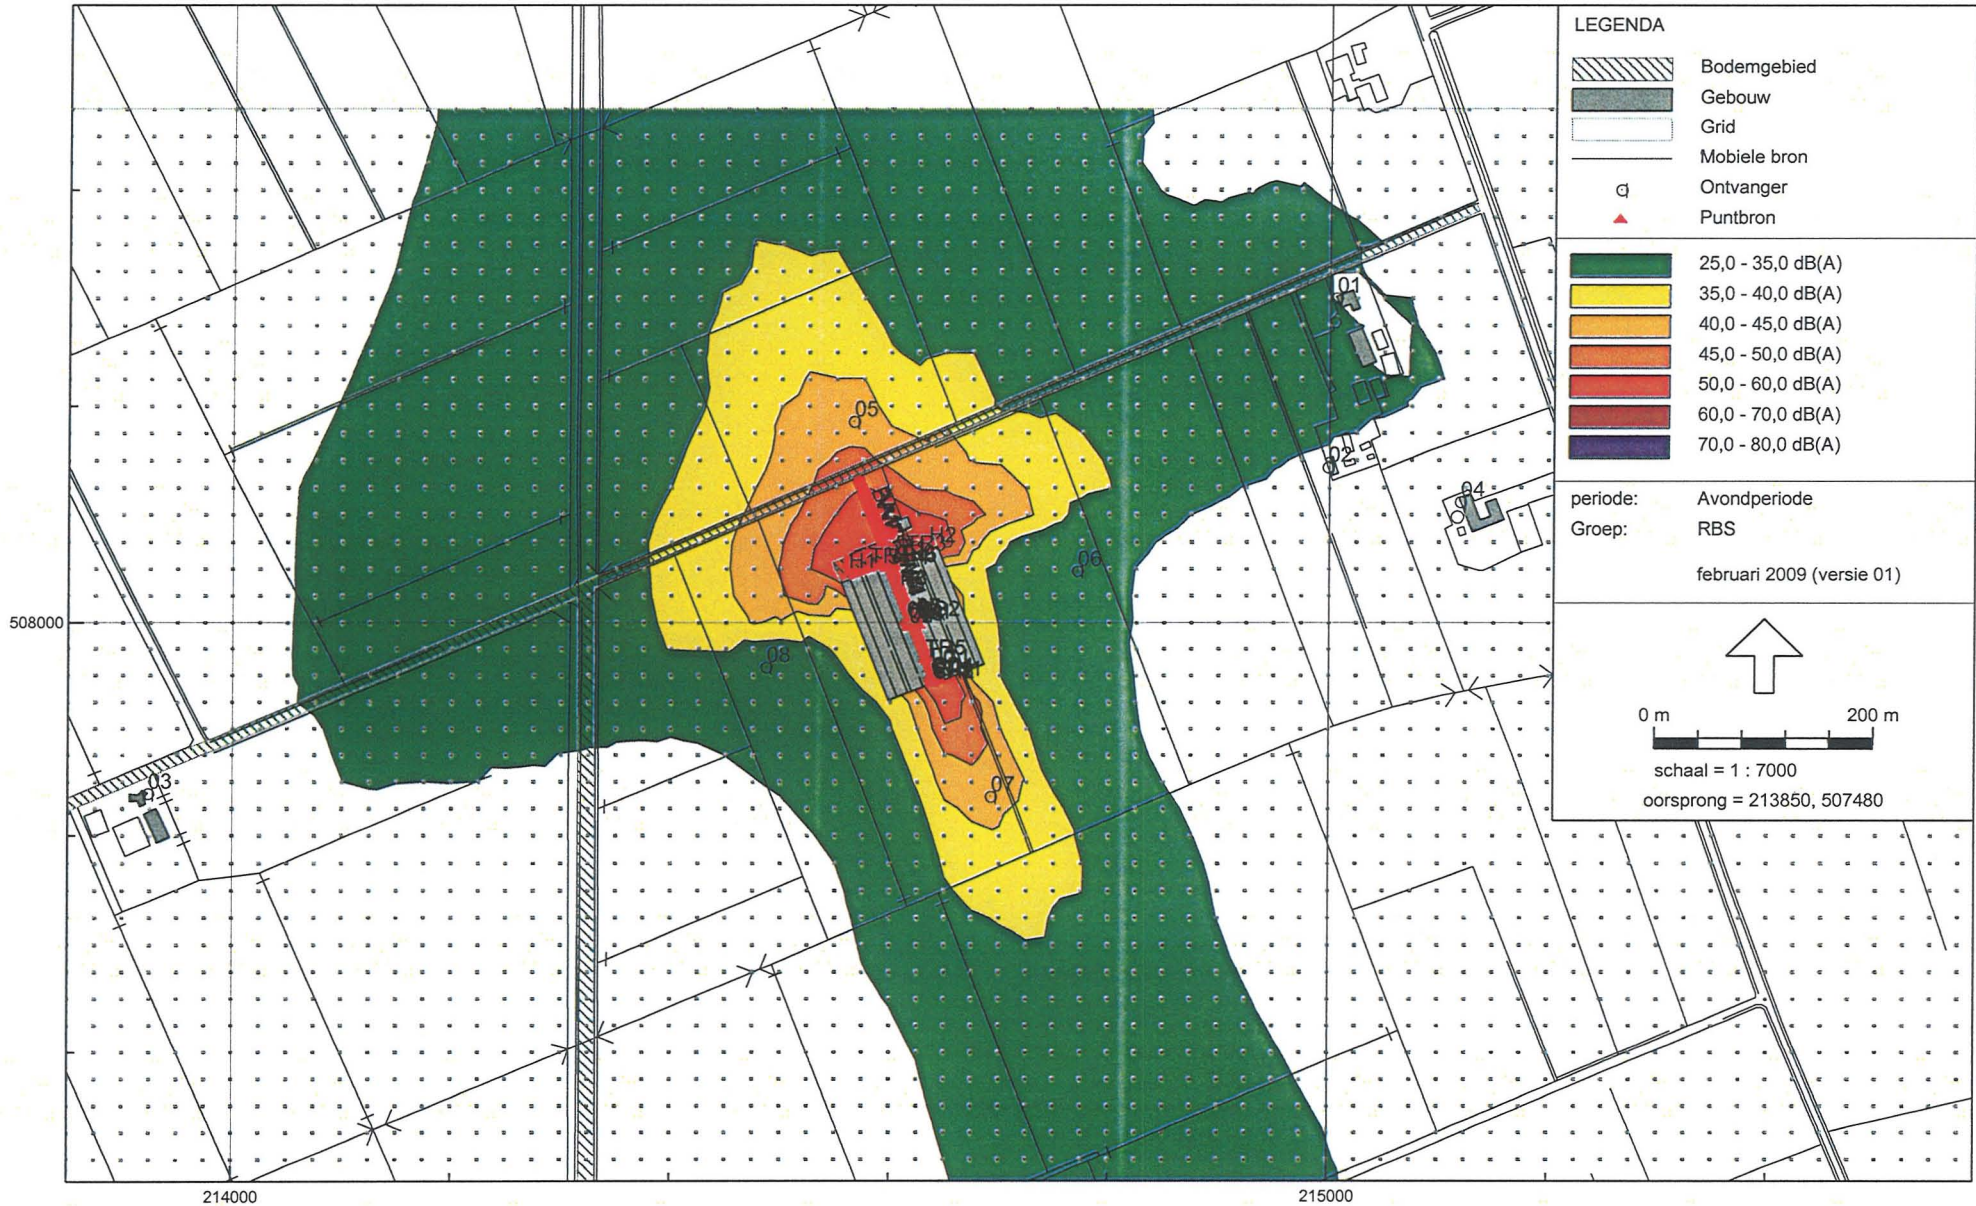 LEGENDA
Bodemgebied
Gebouw
Grid
Mobiele bron
Ontvanger
Puntbron
25,0 - 35,0 dB(A)
35,0 - 40,0 dB(A)
40,0 - 45,0 dB(A)
45,0 - 50,0 dB(A)
50,0 - 60,0 dB(A)
60,0 - 70,0 dB(A)
70,0 - 80,0 dB(A)
periode: Avondperiode
Groep: RBS
februari 2009 (versie 01)
0 m 200 m
schaal = 1 : 7000
oorsprong = 213850, 507480
01
05
02
04
H2
06
508000
TR5
08
07
03
214000
215000